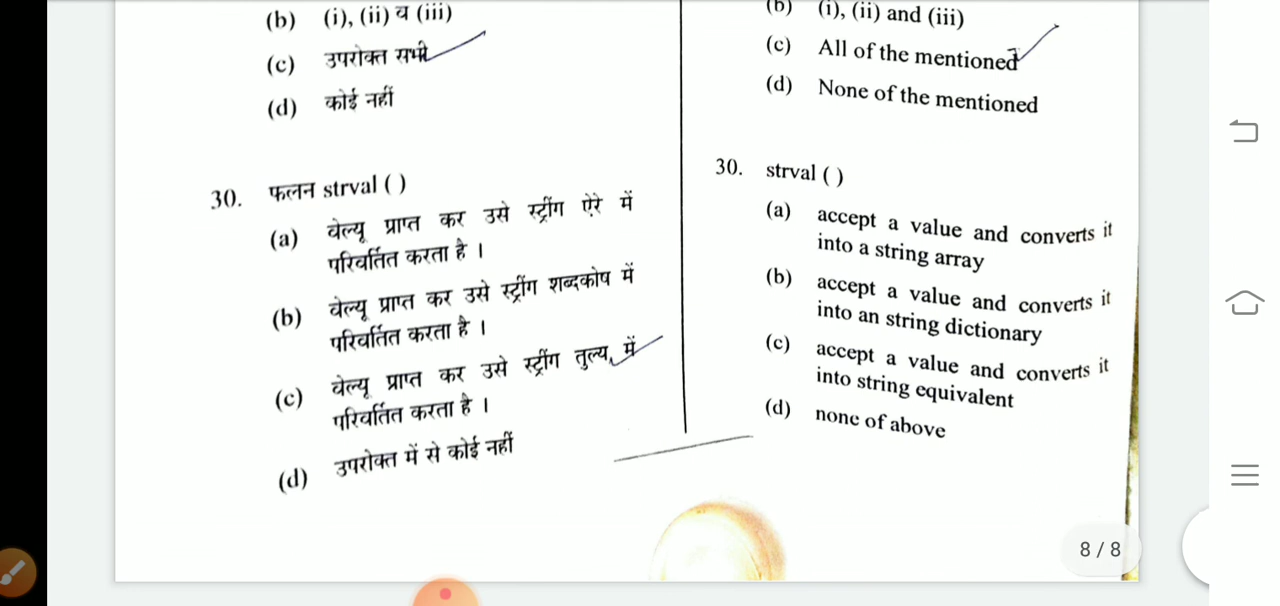 (b) (i), (ii) व (iii)
(c) उपरोक्त सभी
(d) कोई नहीं
30. फलन strval ( )
(a) वेल्यू प्राप्त कर उसे स्ट्रींग ऐरे में
परिवर्तित करता है ।
(b) वेल्यू प्राप्त कर उसे स्ट्रींग शब्दकोष में
परिवर्तित करता है ।
(c) वेल्यू प्राप्त कर उसे स्ट्रींग तुल्य में
परिवर्तित करता है ।
(d) उपरोक्त में से कोई नहीं
(b) (i), (ii) and (iii)
(c) All of the mentioned
(d) None of the mentioned
30. strval ( )
(a) accept a value and converts it
into a string array
(b) accept a value and converts it
into an string dictionary
(c) accept a value and converts it
into string equivalent
(d) none of above
8 / 8